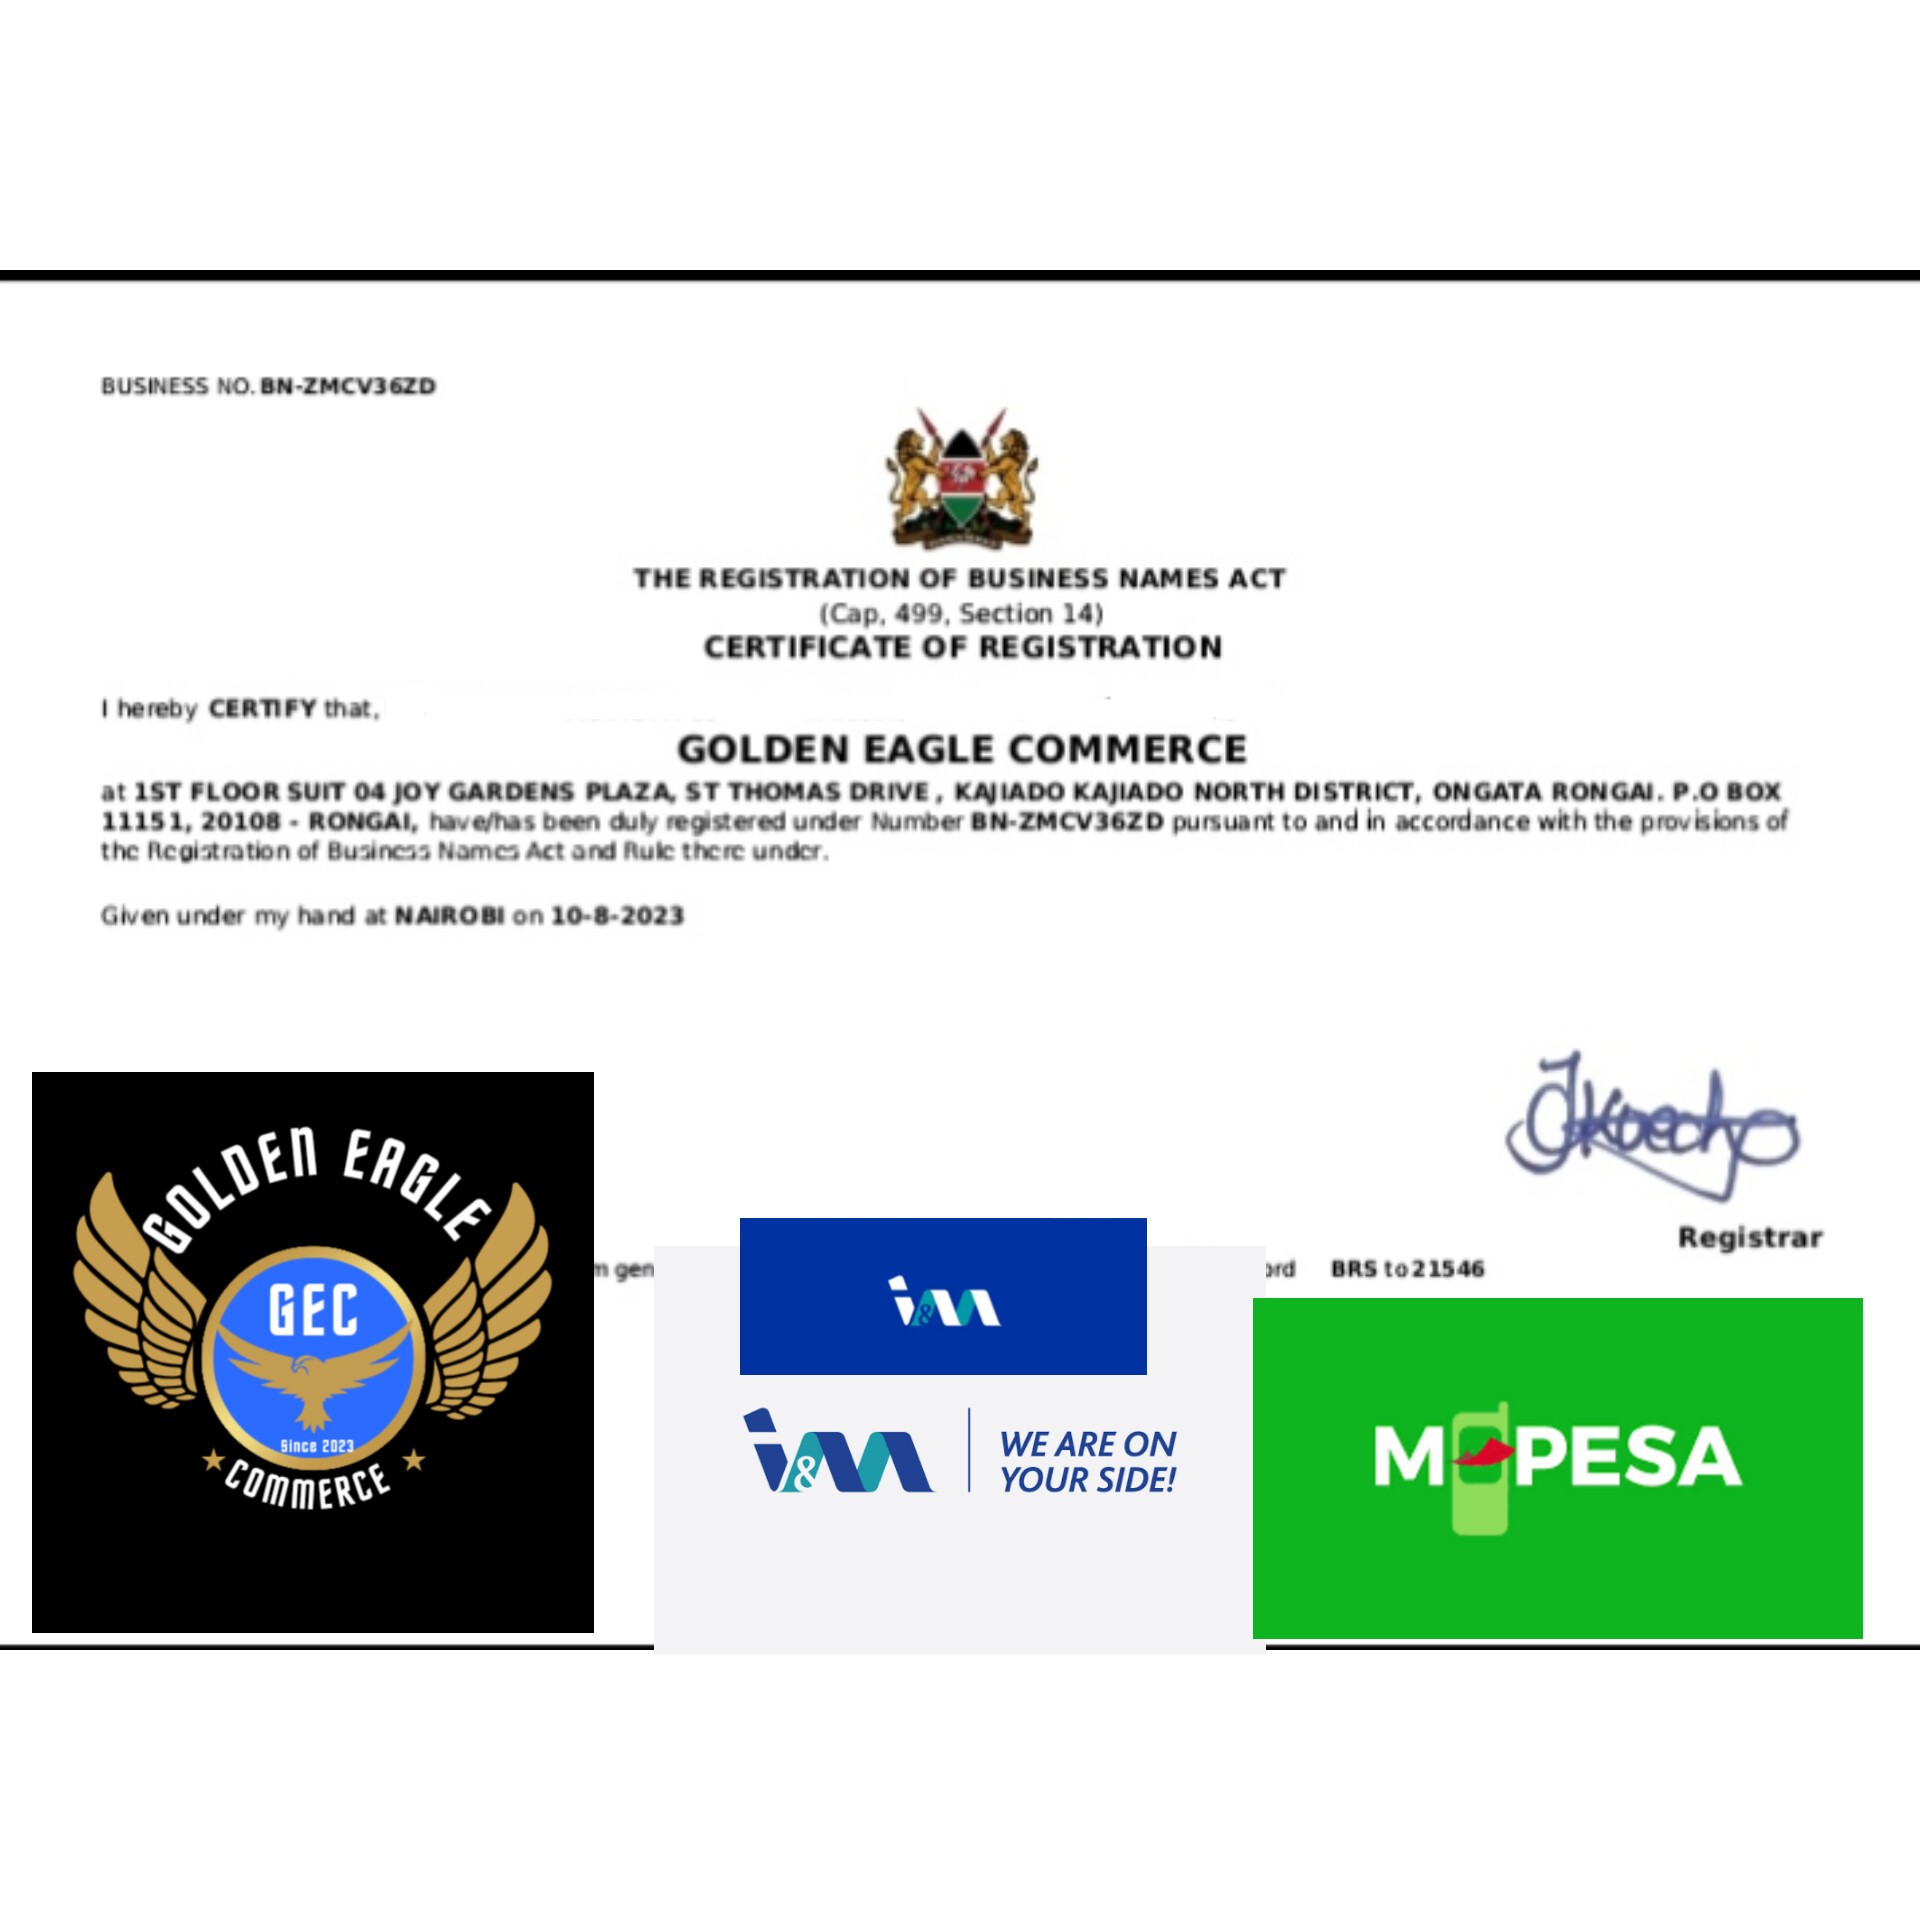 BUSINESS NO. BN-ZMCV36ZD
THE REGISTRATION OF BUSINESS NAMES ACT
(Cap, 499, Section 14)
CERTIFICATE OF REGISTRATION
I hereby CERTIFY that,
GOLDEN EAGLE COMMERCE
at 1ST FLOOR SUIT 04 JOY GARDENS PLAZA, ST THOMAS DRIVE , KAJIADO KAJIADO NORTH DISTRICT, ONGATA RONGAI. P.O BOX
11151, 20108 - RONGAI, have/has been duly registered under Number BN-ZMCV36ZD pursuant to and in accordance with the provisions of
the Registration of Business Names Act and Rule there under.
Given under my hand at NAIROBI on 10-8-2023
Registrar
BRS to 21546
GOLDEN EAGLE
GEC
Since 2023
COMMERCE
i&m
i&m
WE ARE ON
YOUR SIDE!
M PESA